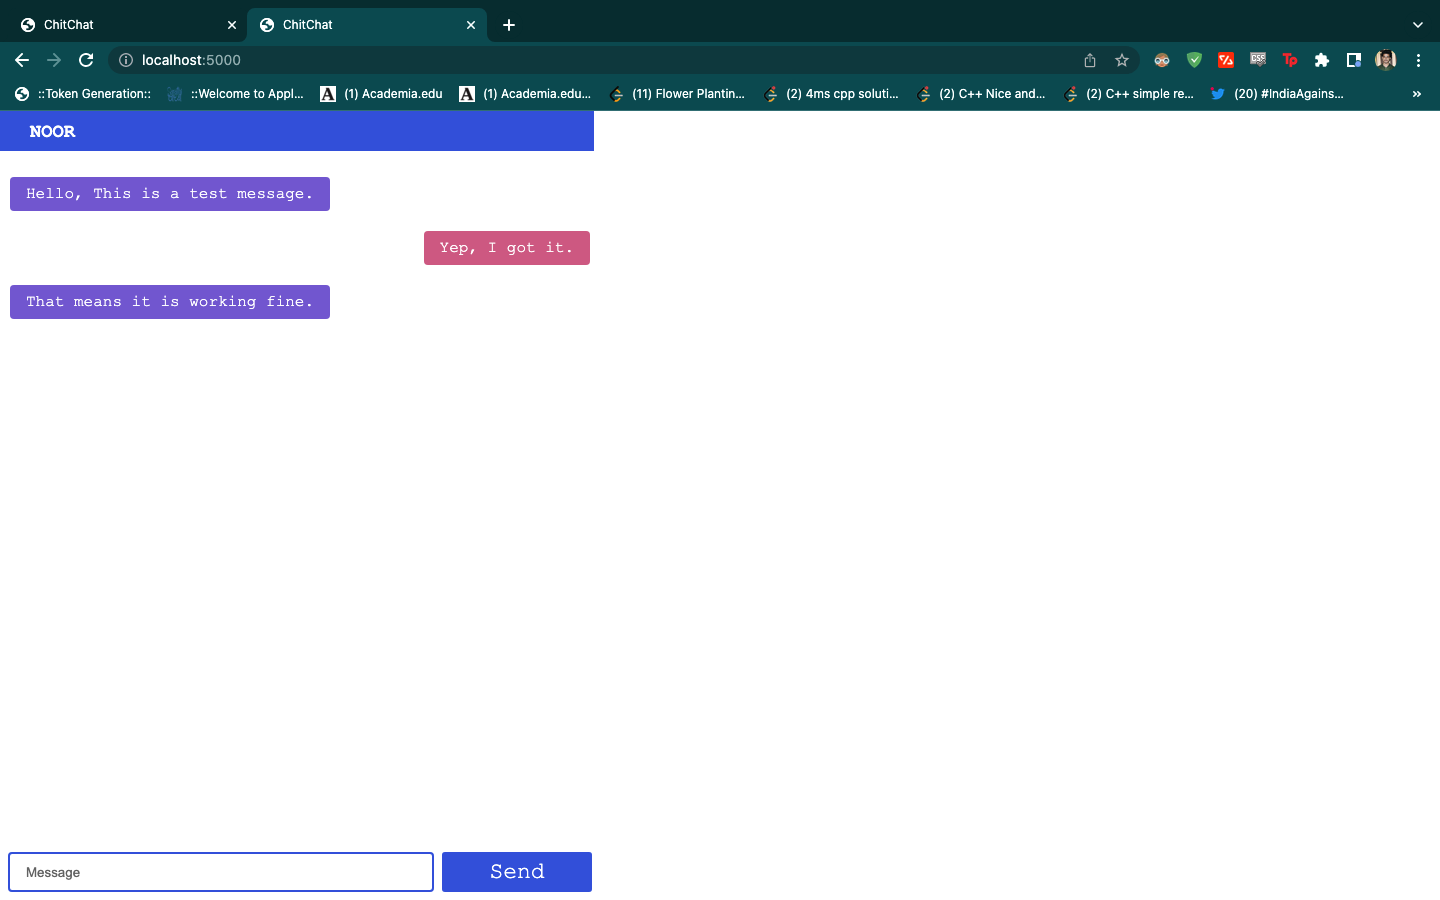 ChitChat
ChitChat
localhost:5000
::Token Generation:: ::Welcome to Appl... (1) Academia.edu (1) Academia.edu... (11) Flower Plantin... (2) 4ms cpp soluti... (2) C++ Nice and... (2) C++ simple re... (20) #IndiaAgains...
NOOR
Hello, This is a test message.
Yep, I got it.
That means it is working fine.
Message
Send